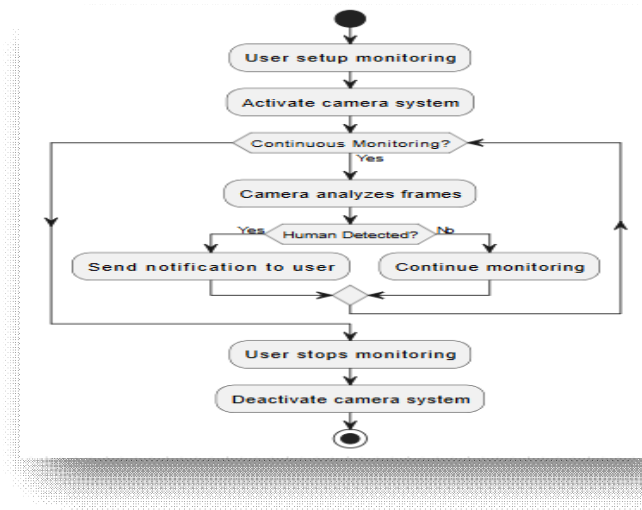 User setup monitoring
Activate camera system
Continuous Monitoring?
Yes
Camera analyzes frames
Yes
Human Detected?
No
Send notification to user
Continue monitoring
User stops monitoring
Deactivate camera system